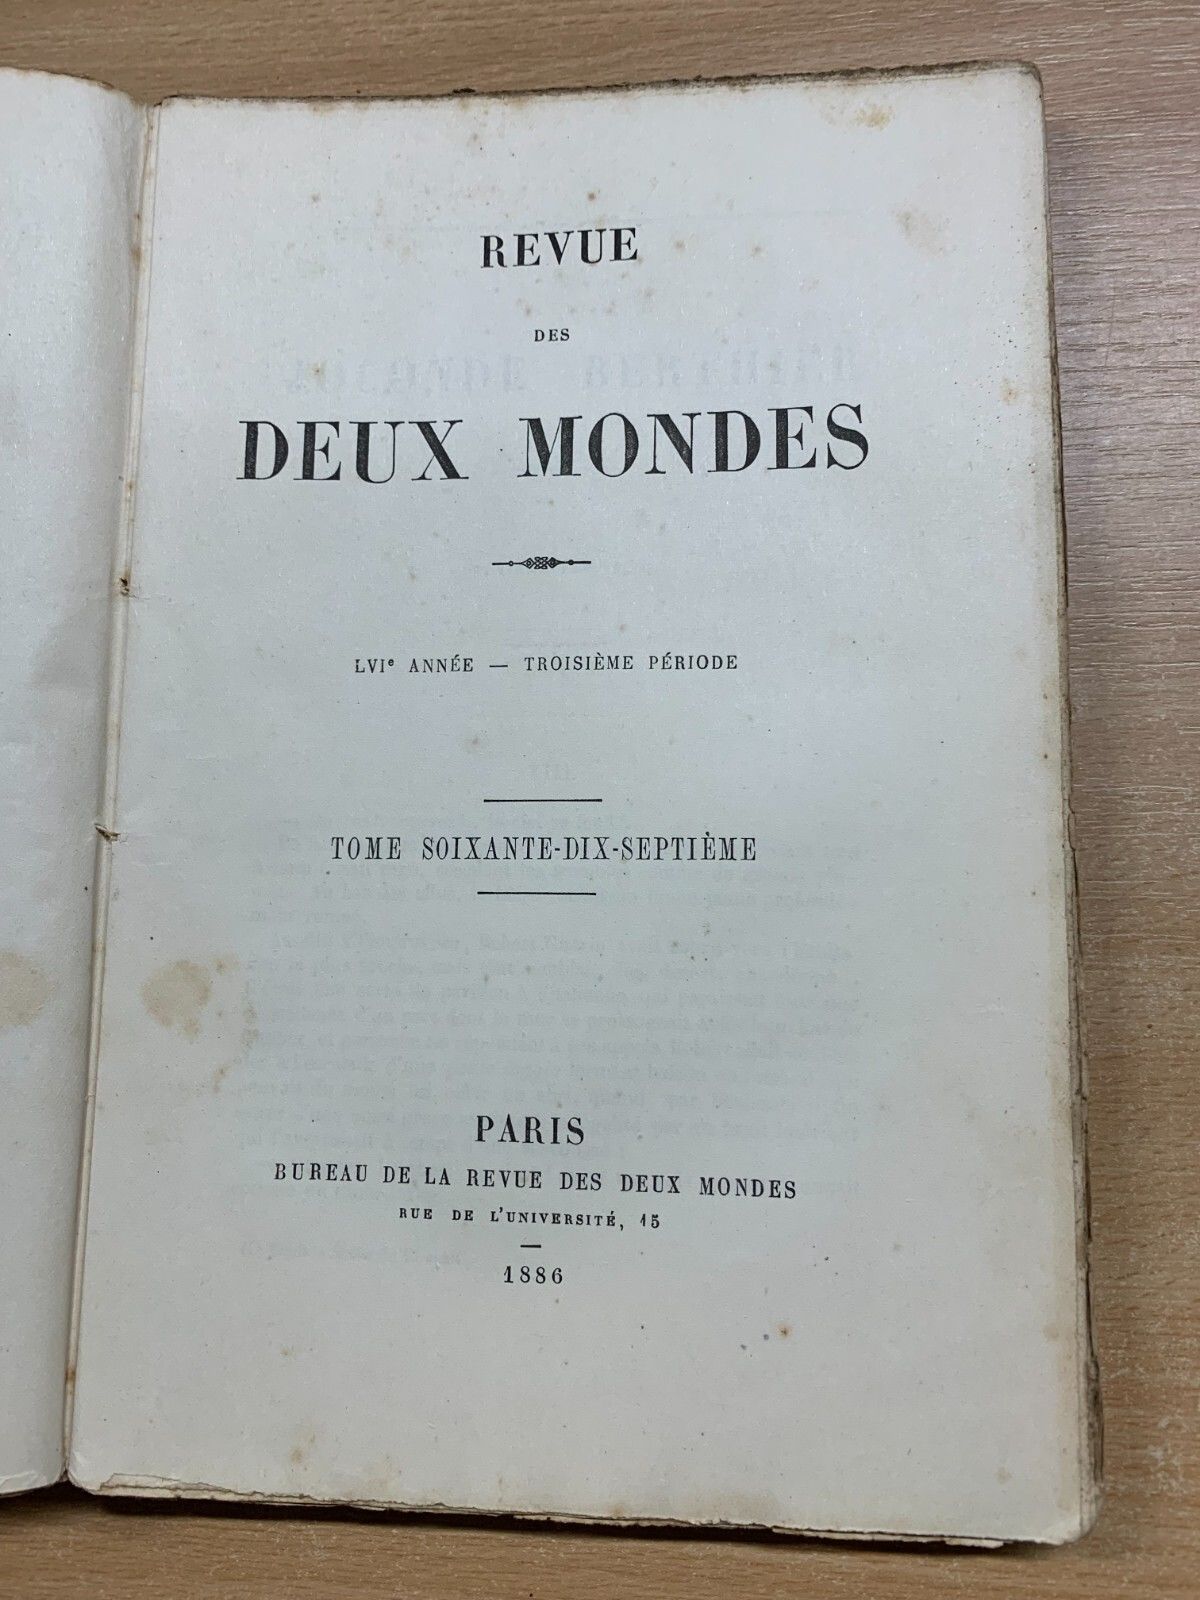 REVUE
DES
DEUX MONDES
LVIᵉ ANNÉE — TROISIÈME PÉRIODE
TOME SOIXANTE-DIX-SEPTIÈME
PARIS
BUREAU DE LA REVUE DES DEUX MONDES
RUE DE L'UNIVERSITÉ, 15
1886